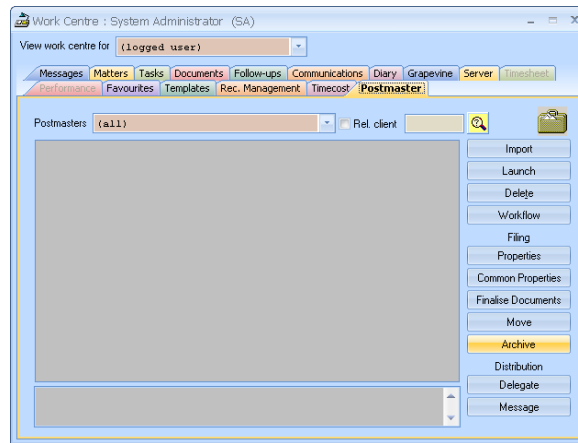 Work Centre : System Administrator (SA)
View work centre for (logged user)
Messages Matters Tasks Documents Follow-ups Communications Diary Grapevine Server Timesheet
Performance Favourites Templates Rec. Management Timecost Postmaster
Postmasters (all) Rel. client
Import
Launch
Delete
Workflow
Filing
Properties
Common Properties
Finalise Documents
Move
Archive
Distribution
Delegate
Message